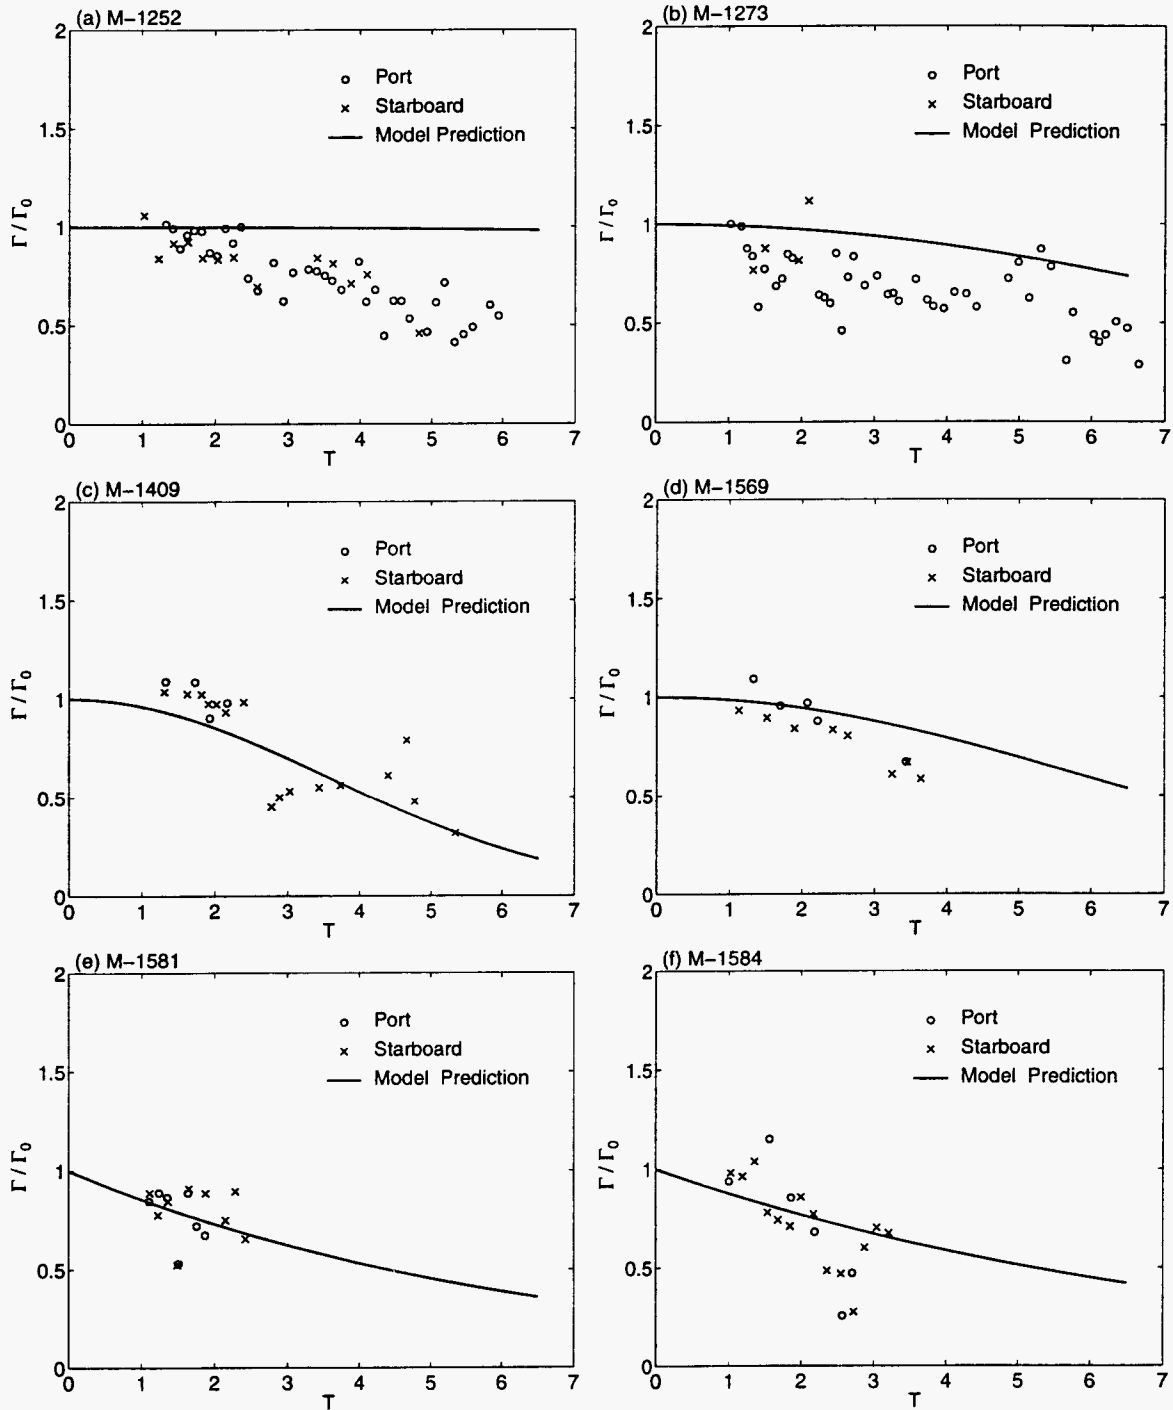 (a) M-1252
2
1.5
1
0.5
0
Γ/Γ0
Port
Starboard
Model Prediction
0 1 2 3 4 5 6 7
T
(b) M-1273
2
1.5
1
0.5
0
Γ/Γ0
Port
Starboard
Model Prediction
0 1 2 3 4 5 6 7
T
(c) M-1409
2
1.5
1
0.5
0
Γ/Γ0
Port
Starboard
Model Prediction
0 1 2 3 4 5 6 7
T
(d) M-1569
2
1.5
1
0.5
0
Γ/Γ0
Port
Starboard
Model Prediction
0 1 2 3 4 5 6 7
T
(e) M-1581
2
1.5
1
0.5
0
Γ/Γ0
Port
Starboard
Model Prediction
0 1 2 3 4 5 6 7
T
(f) M-1584
2
1.5
1
0.5
0
Γ/Γ0
Port
Starboard
Model Prediction
0 1 2 3 4 5 6 7
T